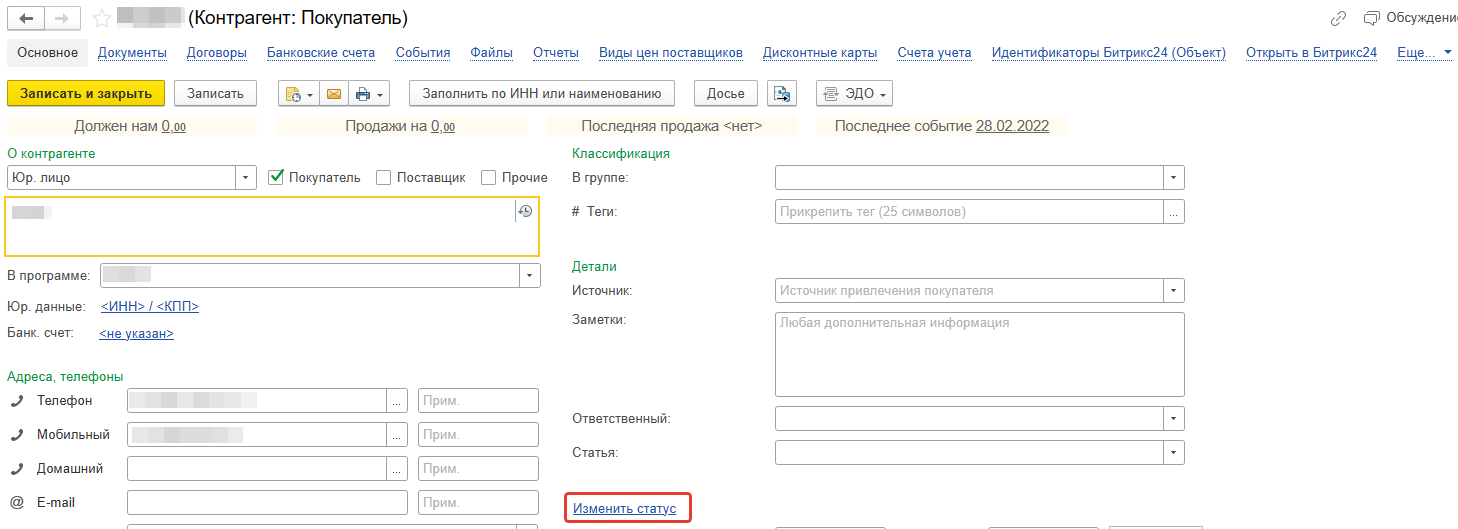 (Контрагент: Покупатель)
Обсуждение
Основное Документы Договоры Банковские счета События Файлы Отчеты Виды цен поставщиков Дисконтные карты Счета учета Идентификаторы Битрикс24 (Объект) Открыть в Битрикс24 Еще...
Записать и закрыть Записать Заполнить по ИНН или наименованию Досье ЭДО
Должен нам 0,00 Продажи на 0,00 Последняя продажа <нет> Последнее событие 28.02.2022
О контрагенте
Юр. лицо Покупатель Поставщик Прочие
В программе:
Юр. данные: <ИНН> / <КПП>
Банк. счет: <не указан>
Адреса, телефоны
Телефон ... Прим.
Мобильный ... Прим.
Домашний ... Прим.
@ E-mail Прим.
Классификация
В группе:
# Теги: Прикрепить тег (25 символов) ...
Детали
Источник: Источник привлечения покупателя
Заметки: Любая дополнительная информация
Ответственный:
Статья:
Изменить статус